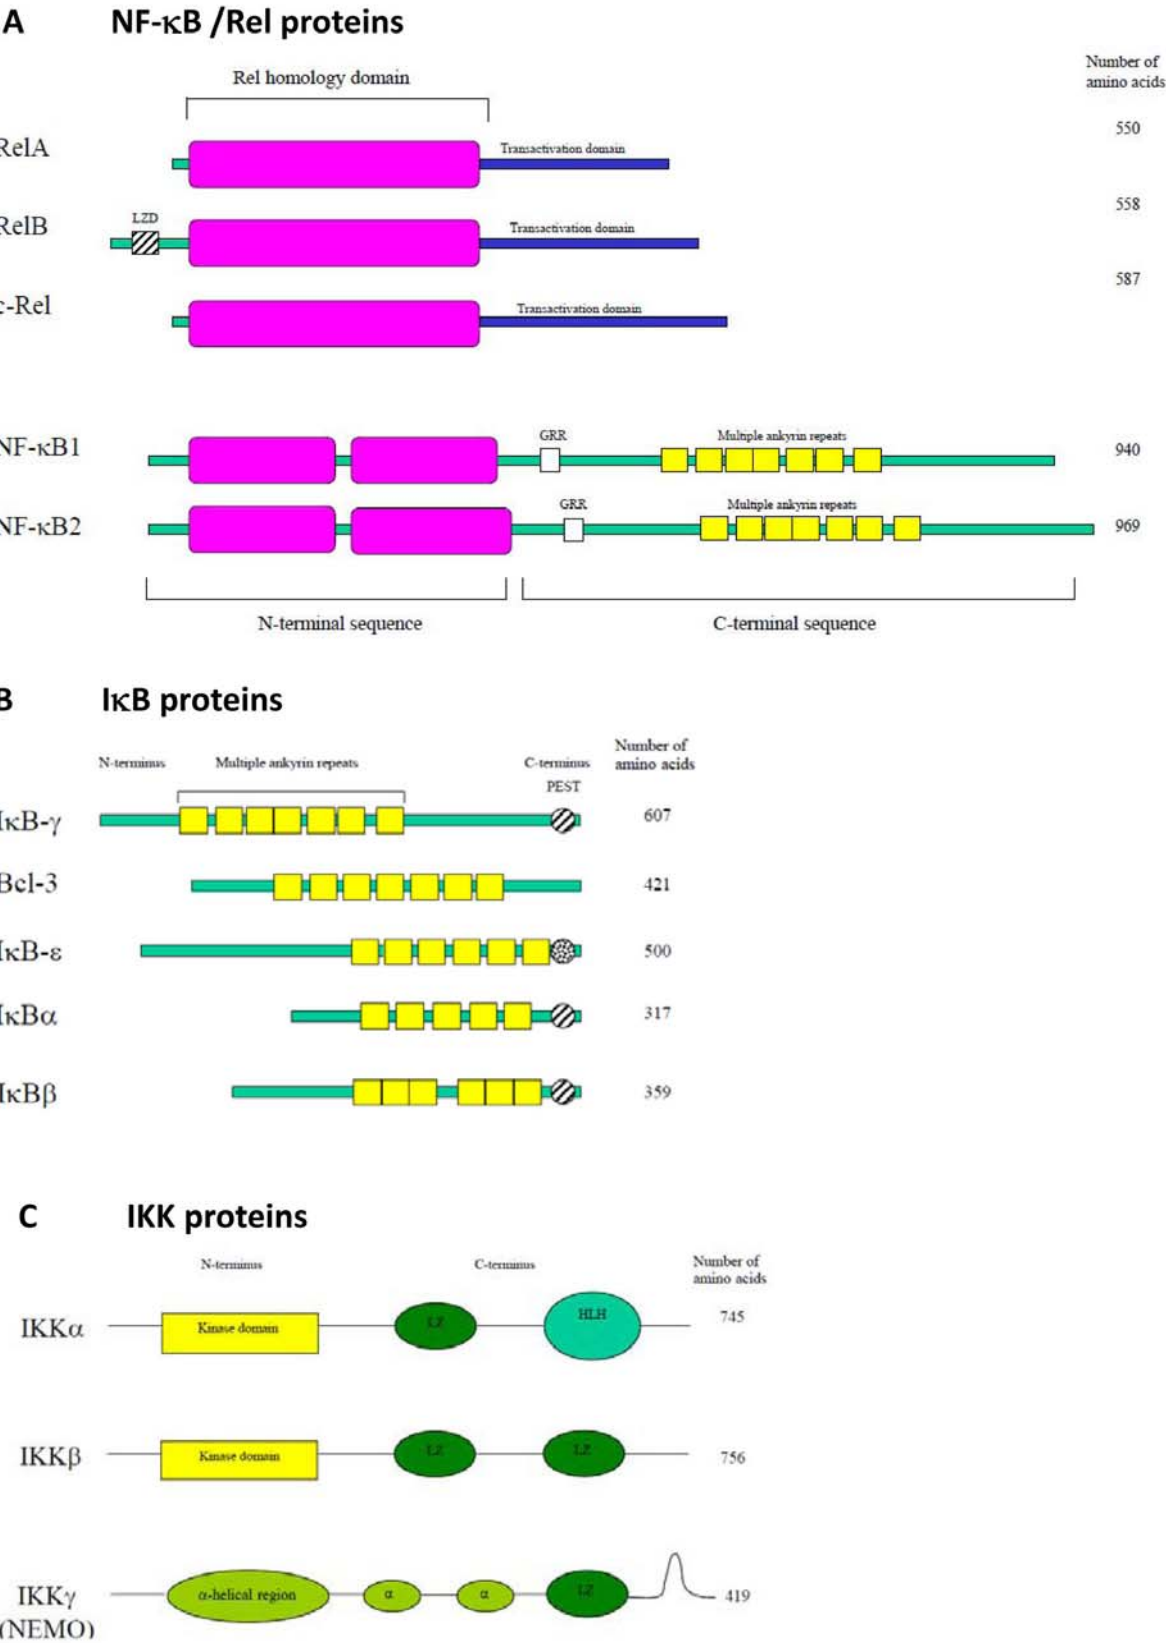 A NF-κB /Rel proteins
Number of
amino acids
Rel homology domain
RelA Transactivation domain 550
LZD
RelB Transactivation domain 558
c-Rel Transactivation domain 587
GRR Multiple ankyrin repeats
NF-κB1 940
GRR Multiple ankyrin repeats
NF-κB2 969
N-terminal sequence C-terminal sequence
B IκB proteins
N-terminus Multiple ankyrin repeats C-terminus Number of
amino acids
PEST
IκB-γ 607
Bcl-3 421
IκB-ε 500
IκBα 317
IκBβ 359
C IKK proteins
N-terminus C-terminus Number of
amino acids
IKKα Kinase domain LZ HLH 745
IKKβ Kinase domain LZ LZ 756
IKKγ α-helical region α α LZ 419
(NEMO)